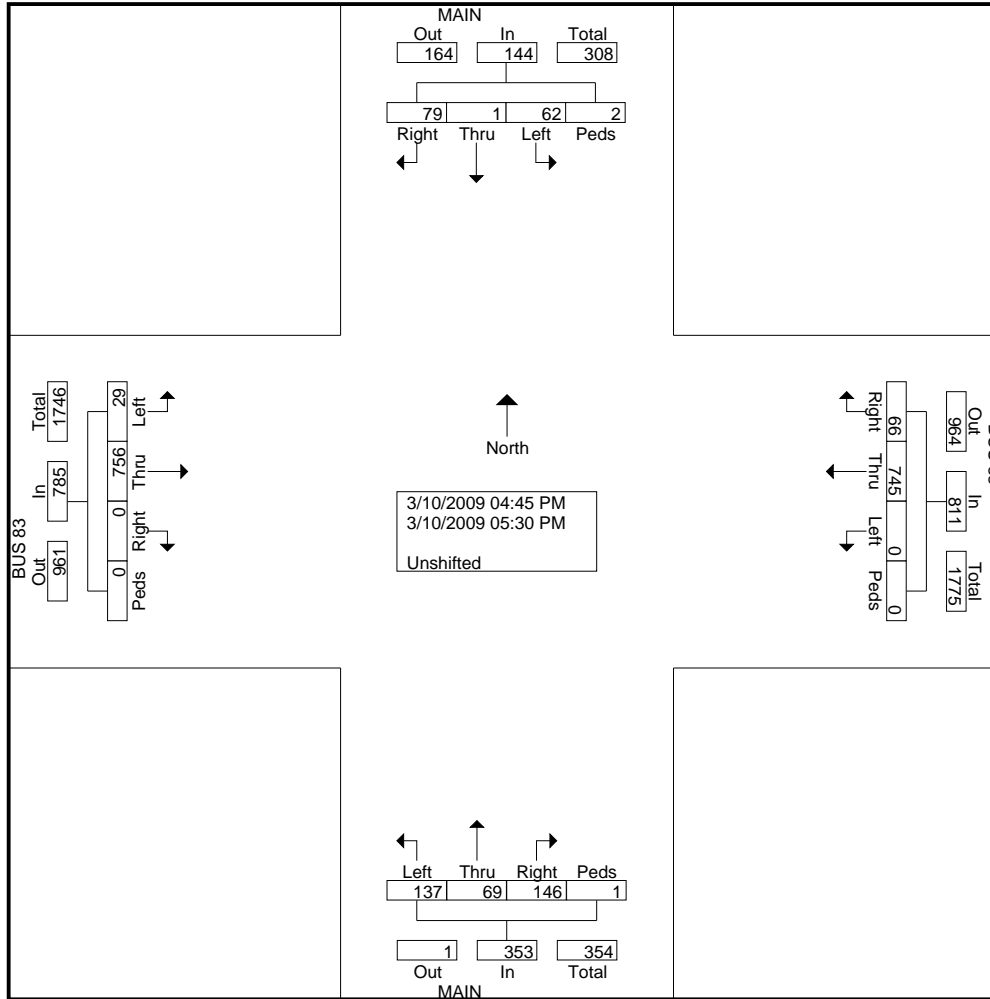 MAIN
Out In Total
164 144 308
79 1 62 2
Right Thru Left Peds
Total In Out
1746 785 961
BUS 83
29 756 0 0
Left Thru Right Peds
North
3/10/2009 04:45 PM
3/10/2009 05:30 PM
Unshifted
Right Thru Left Peds
66 745 0 0
Out In Total
964 811 1775
Left Thru Right Peds
137 69 146 1
1 353 354
Out In Total
MAIN